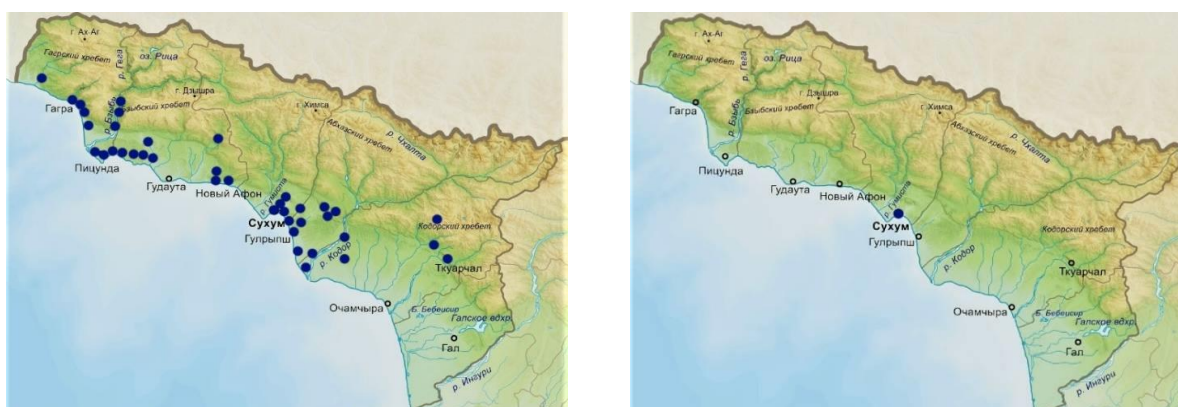 г. Ах-Аг
Гагрский хребет
р. Гега
оз. Рица
г. Дзышра
Гагра
р. Бзыбь
Бзыбский хребет
г. Химса
Абхазский хребет
р. Чхалта
Пицунда
Гудаута
Новый Афон
р. Гумиста
Сухум
Гулрыпш
р. Кодор
Кодорский хребет
Ткуарчал
Очамчыра
Б. Бебеисир
Галское вдхр.
Гал
р. Ингури
г. Ах-Аг
Гагрский хребет
р. Гега
оз. Рица
г. Дзышра
Гагра
р. Бзыбь
Бзыбский хребет
г. Химса
Абхазский хребет
р. Чхалта
Пицунда
Гудаута
Новый Афон
р. Гумиста
Сухум
Гулрыпш
р. Кодор
Кодорский хребет
Ткуарчал
Очамчыра
Б. Бебеисир
Галское вдхр.
Гал
р. Ингури